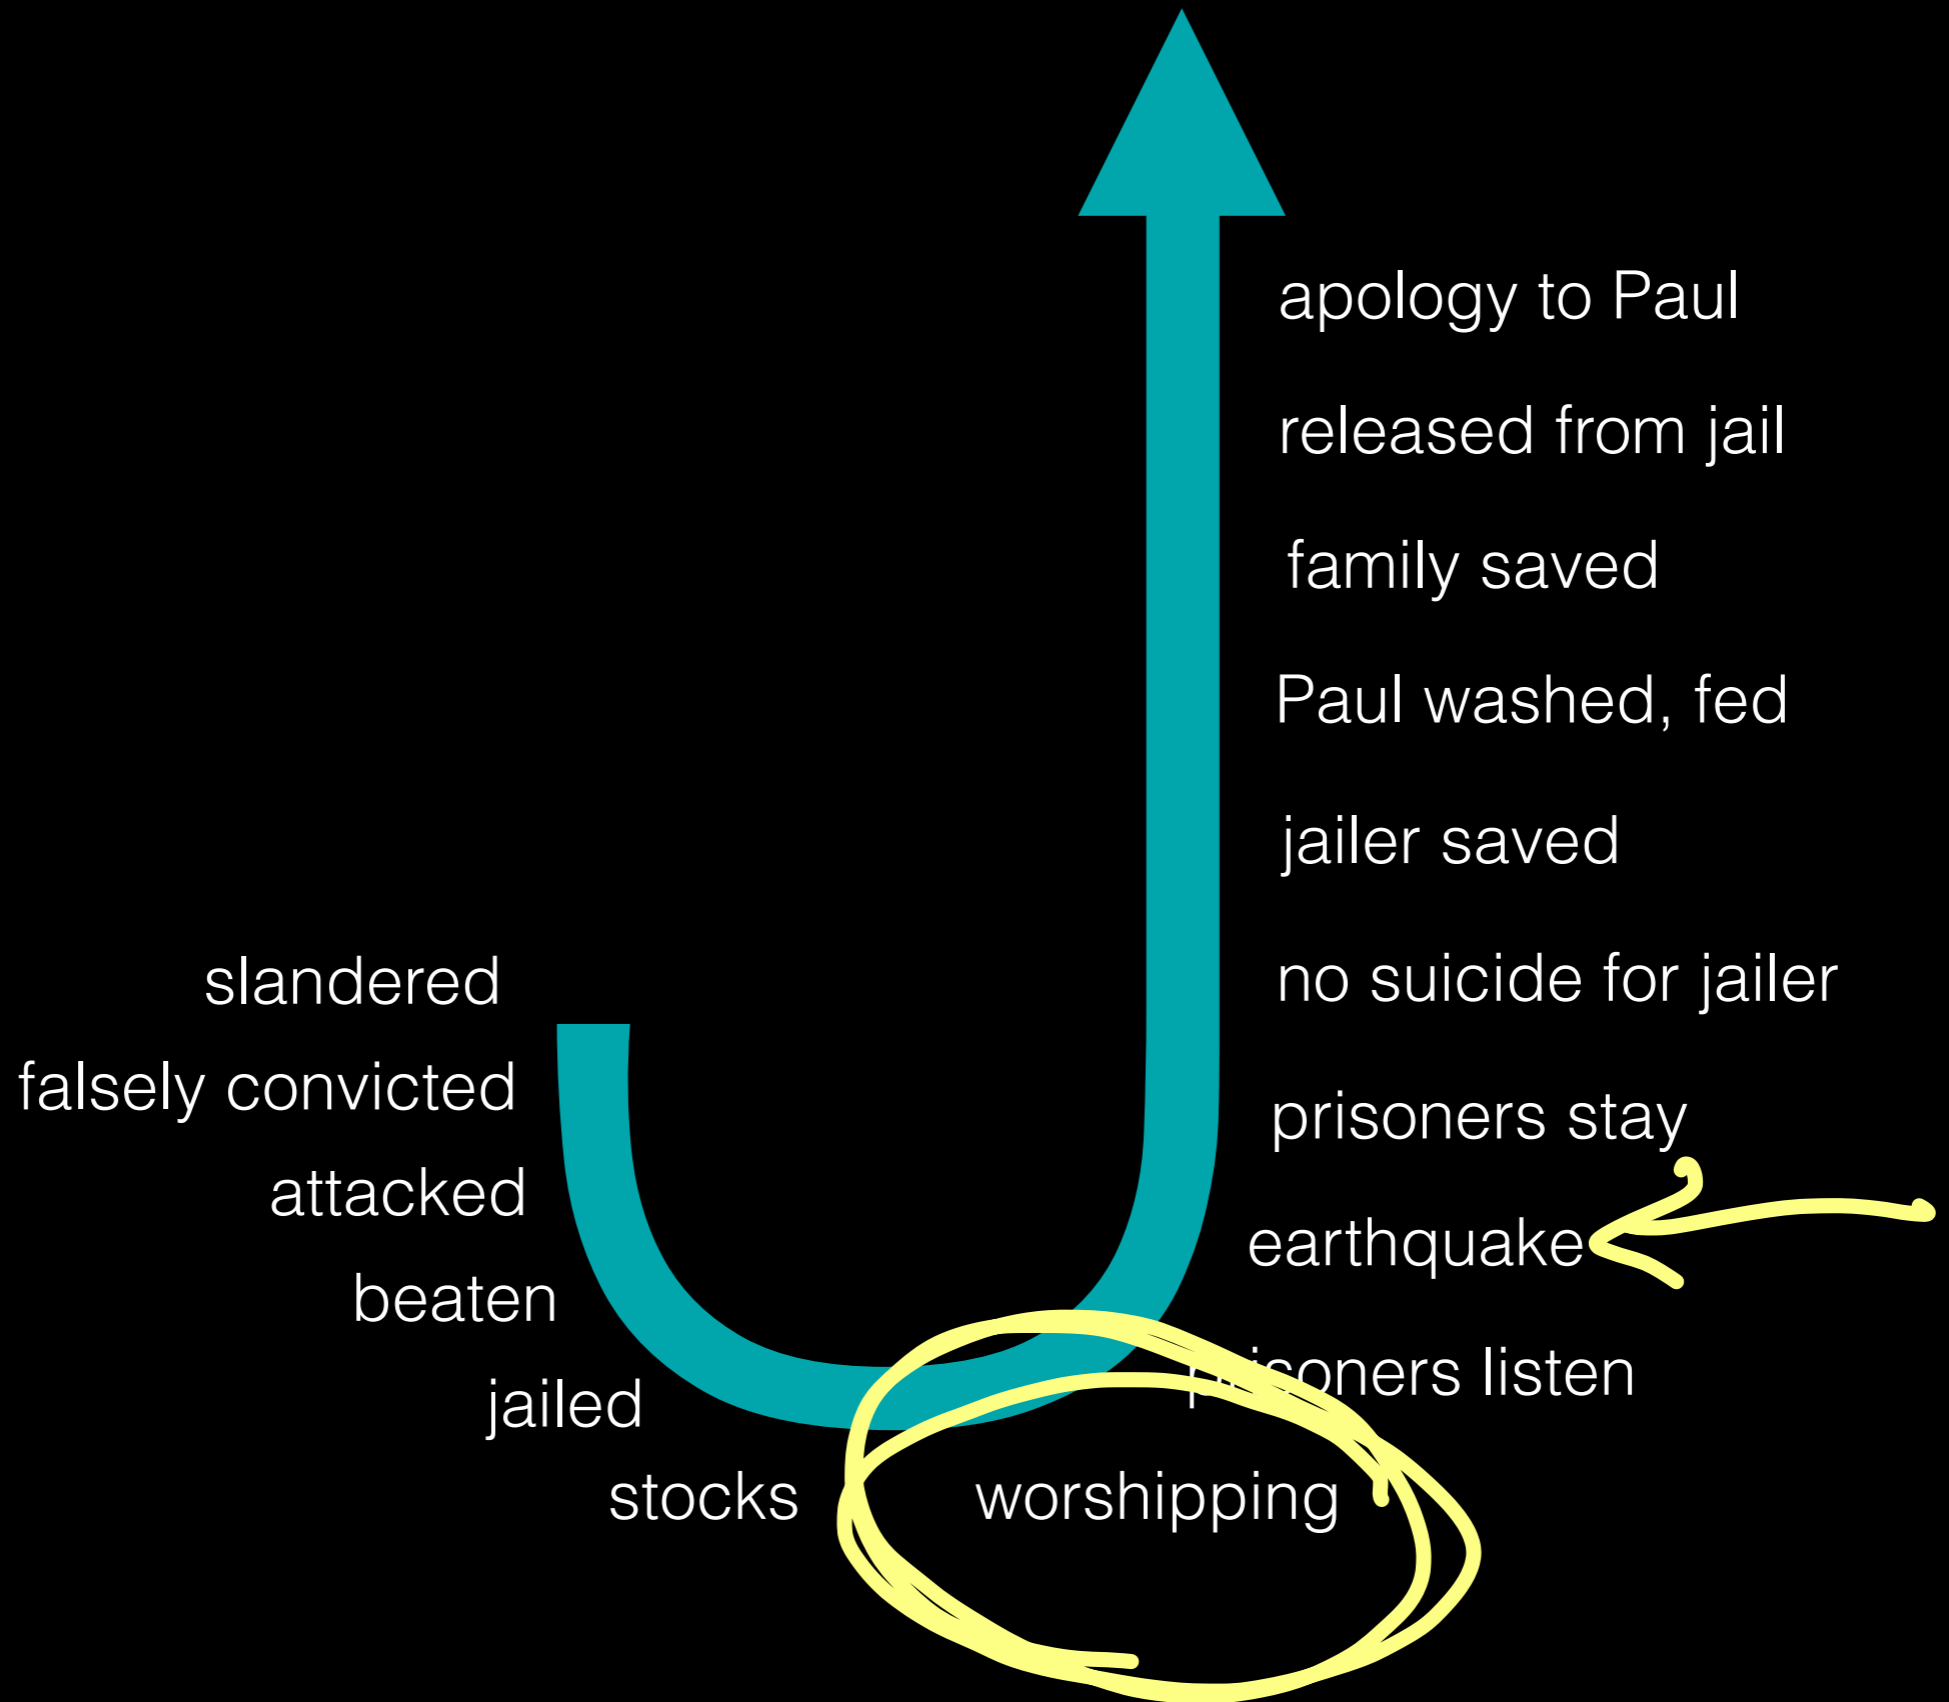 slandered
falsely convicted
attacked
beaten
jailed
stocks
worshipping
prisoners listen
earthquake
prisoners stay
no suicide for jailer
jailer saved
Paul washed, fed
family saved
released from jail
apology to Paul